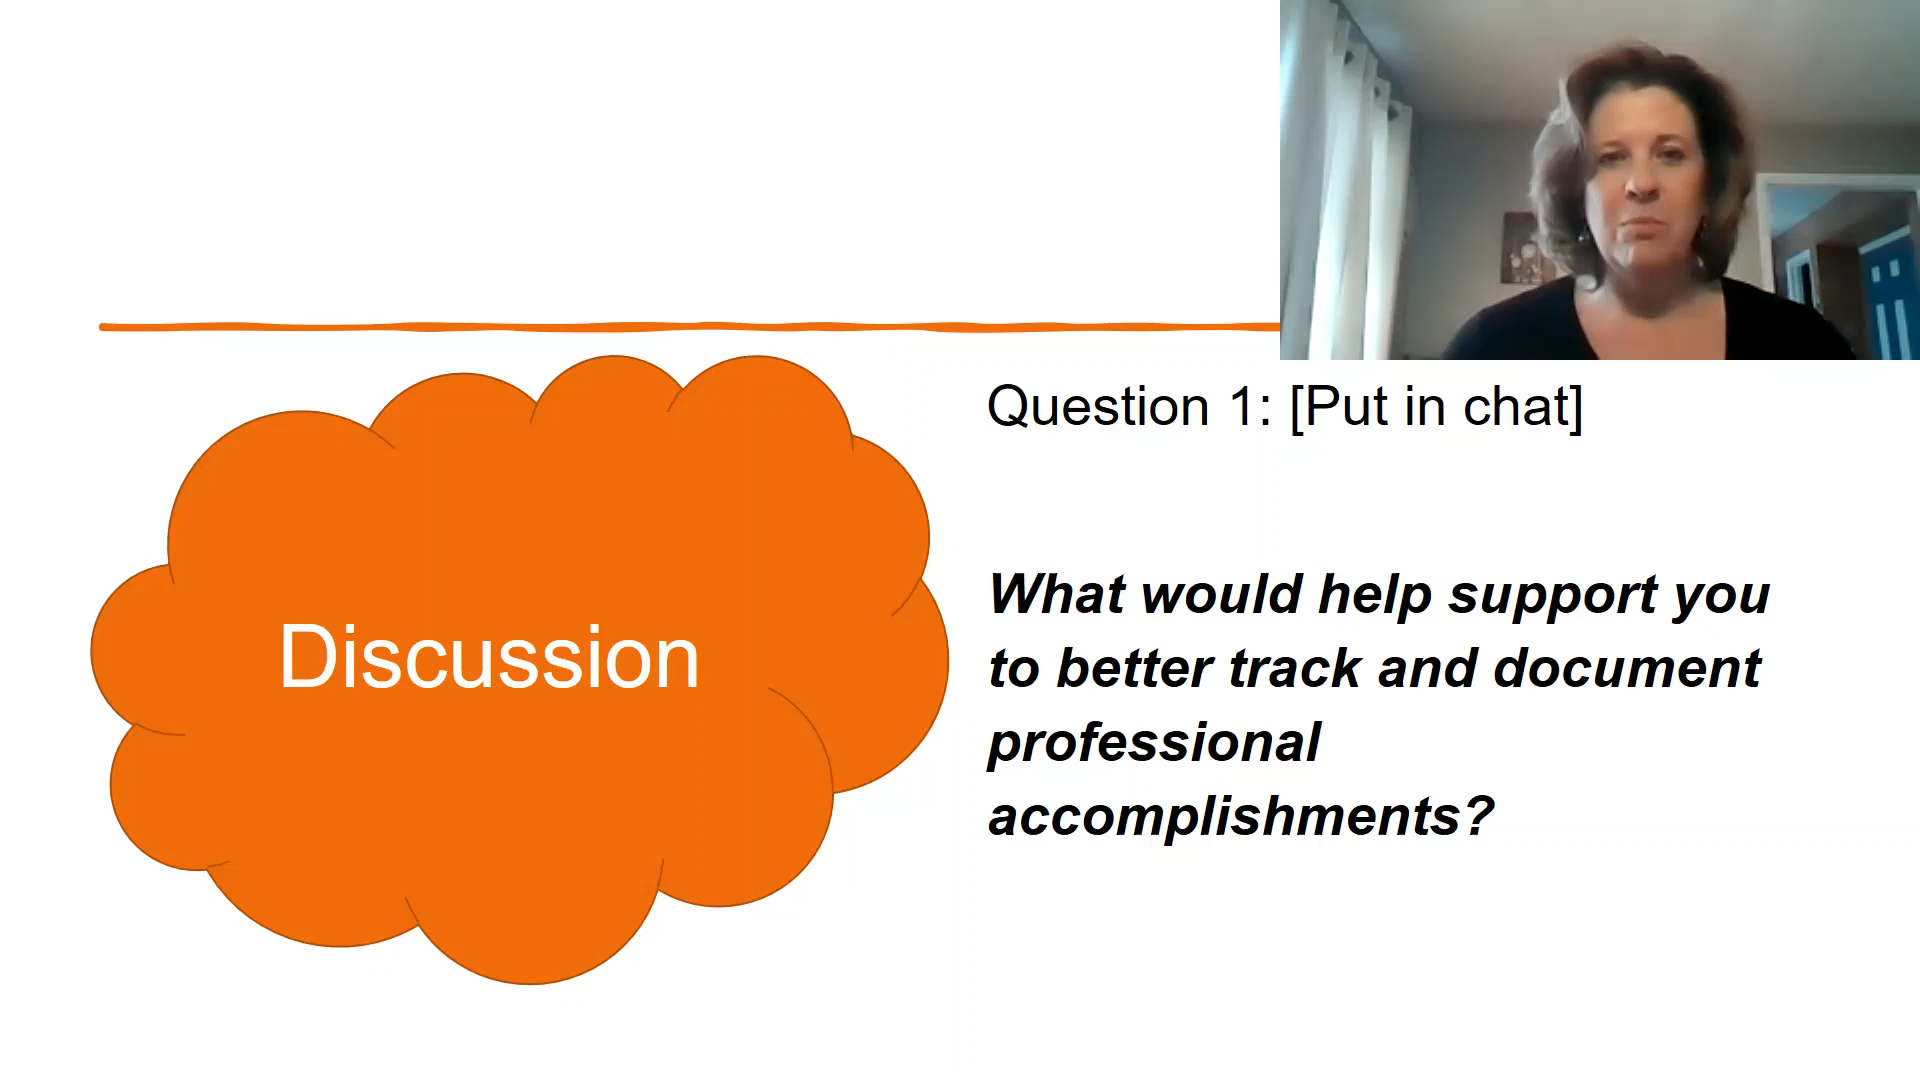 Discussion
Question 1: [Put in chat]
What would help support you
to better track and document
professional
accomplishments?